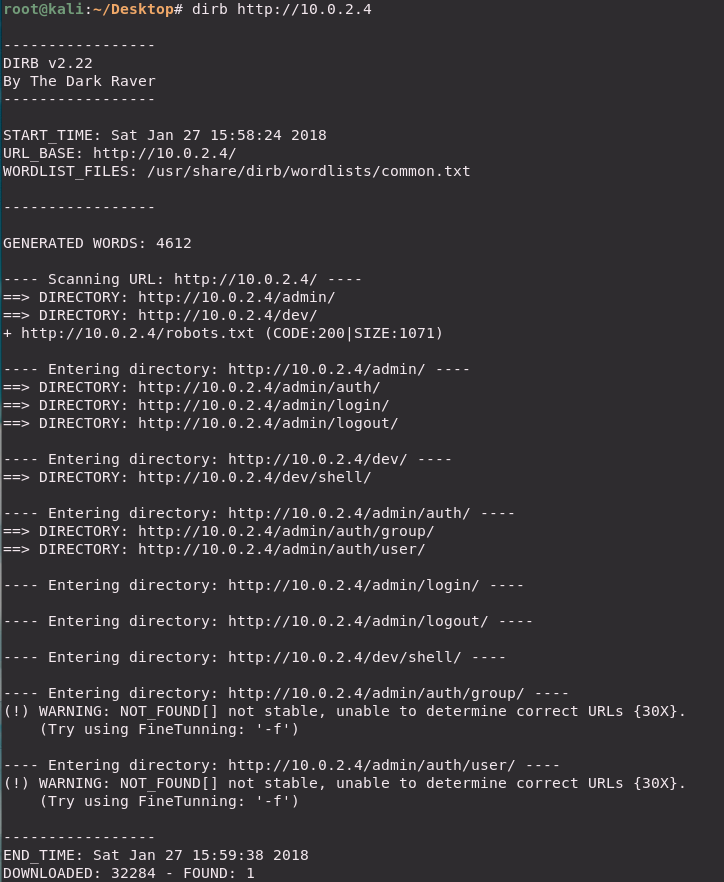 root@kali:~/Desktop# dirb http://10.0.2.4
-----------------
DIRB v2.22
By The Dark Raver
-----------------
START_TIME: Sat Jan 27 15:58:24 2018
URL_BASE: http://10.0.2.4/
WORDLIST_FILES: /usr/share/dirb/wordlists/common.txt
-----------------
GENERATED WORDS: 4612
---- Scanning URL: http://10.0.2.4/ ----
==> DIRECTORY: http://10.0.2.4/admin/
==> DIRECTORY: http://10.0.2.4/dev/
+ http://10.0.2.4/robots.txt (CODE:200|SIZE:1071)
---- Entering directory: http://10.0.2.4/admin/ ----
==> DIRECTORY: http://10.0.2.4/admin/auth/
==> DIRECTORY: http://10.0.2.4/admin/login/
==> DIRECTORY: http://10.0.2.4/admin/logout/
---- Entering directory: http://10.0.2.4/dev/ ----
==> DIRECTORY: http://10.0.2.4/dev/shell/
---- Entering directory: http://10.0.2.4/admin/auth/ ----
==> DIRECTORY: http://10.0.2.4/admin/auth/group/
==> DIRECTORY: http://10.0.2.4/admin/auth/user/
---- Entering directory: http://10.0.2.4/admin/login/ ----
---- Entering directory: http://10.0.2.4/admin/logout/ ----
---- Entering directory: http://10.0.2.4/dev/shell/ ----
---- Entering directory: http://10.0.2.4/admin/auth/group/ ----
(!) WARNING: NOT_FOUND[] not stable, unable to determine correct URLs {30X}.
    (Try using FineTunning: '-f')
---- Entering directory: http://10.0.2.4/admin/auth/user/ ----
(!) WARNING: NOT_FOUND[] not stable, unable to determine correct URLs {30X}.
    (Try using FineTunning: '-f')
-----------------
END_TIME: Sat Jan 27 15:59:38 2018
DOWNLOADED: 32284 - FOUND: 1